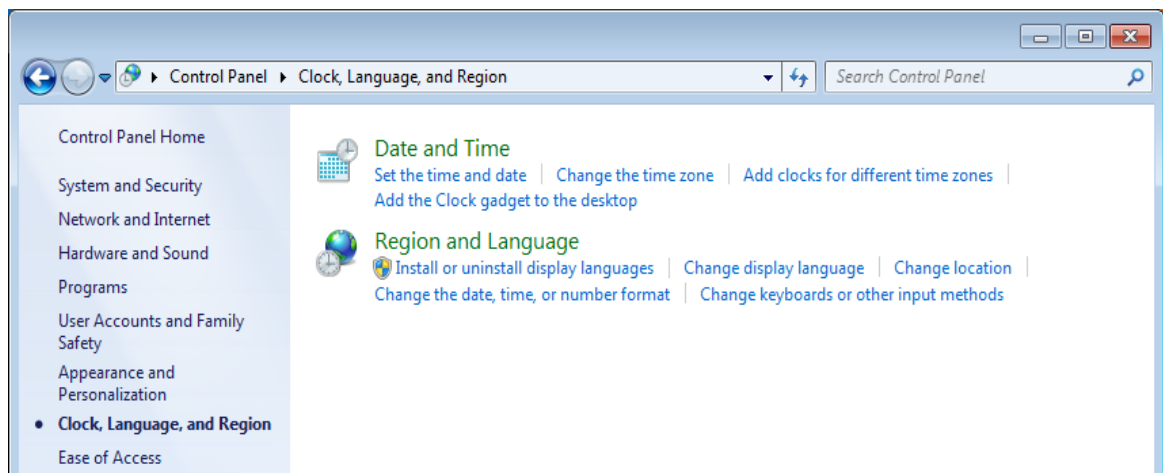 Control Panel Clock, Language, and Region
Search Control Panel
Control Panel Home
System and Security
Network and Internet
Hardware and Sound
Programs
User Accounts and Family
Safety
Appearance and
Personalization
Clock, Language, and Region
Ease of Access
Date and Time
Set the time and date Change the time zone Add clocks for different time zones
Add the Clock gadget to the desktop
Region and Language
Install or uninstall display languages Change display language Change location
Change the date, time, or number format Change keyboards or other input methods